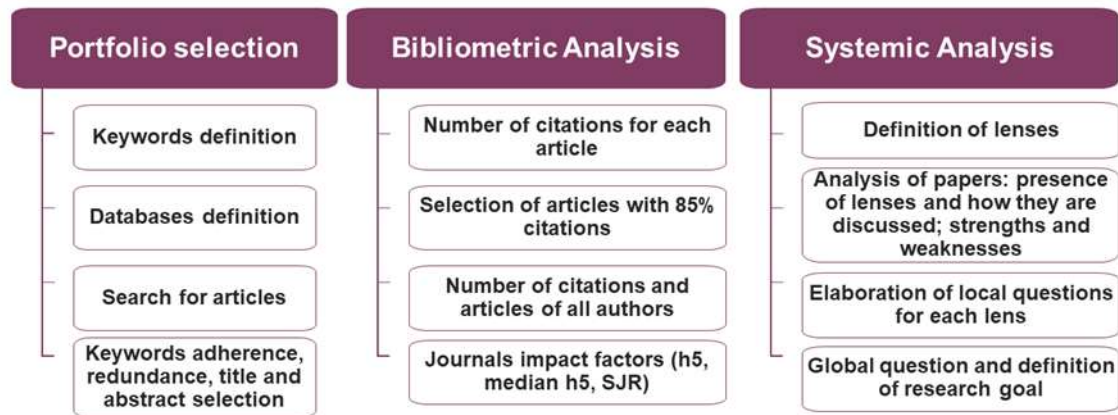 Portfolio selection
Keywords definition
Databases definition
Search for articles
Keywords adherence,
redundance, title and
abstract selection
Bibliometric Analysis
Number of citations for each
article
Selection of articles with 85%
citations
Number of citations and
articles of all authors
Journals impact factors (h5,
median h5, SJR)
Systemic Analysis
Definition of lenses
Analysis of papers: presence
of lenses and how they are
discussed; strengths and
weaknesses
Elaboration of local questions
for each lens
Global question and definition
of research goal